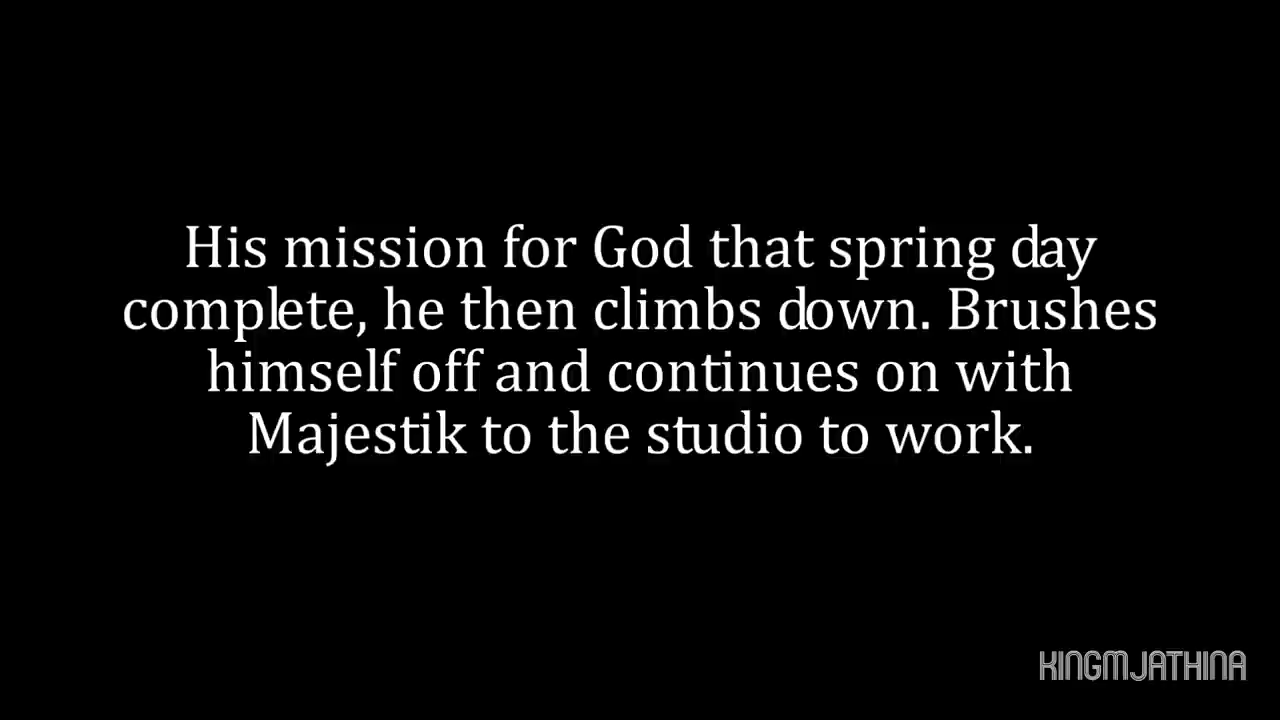 His mission for God that spring day
complete, he then climbs down. Brushes
himself off and continues on with
Majestik to the studio to work.
KINGMJATHINA